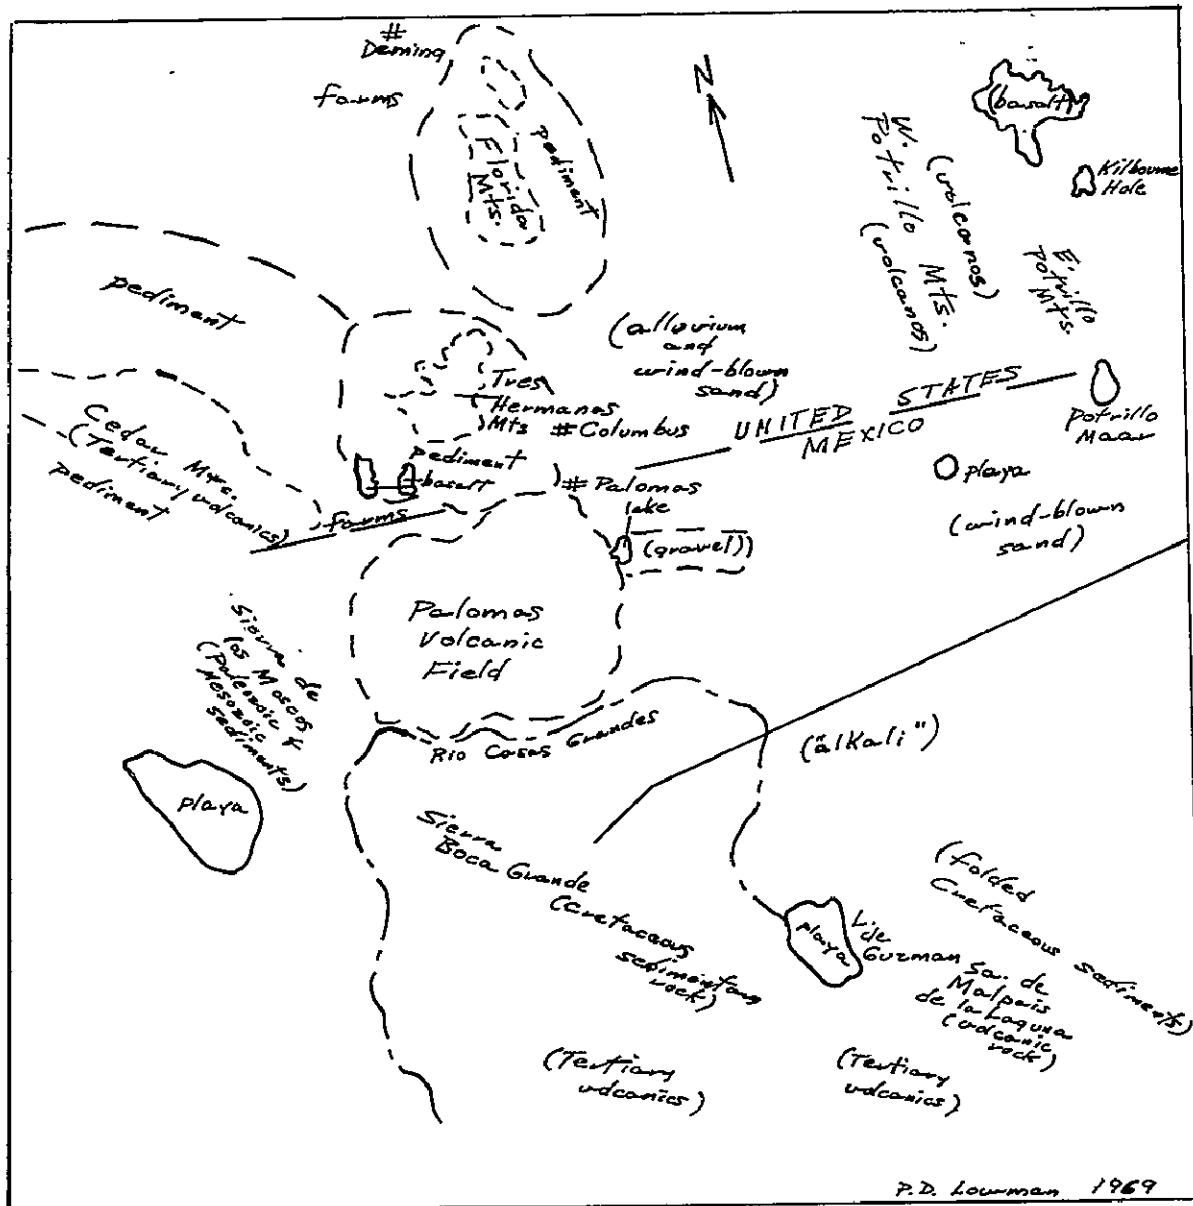 #
Deming
farms
N
pediment
Florida
Mts.
(basalt)
Kilbourne
Hole
W.
Potrillo Mts.
(volcanos)
(volcanos)
E.
Potrillo
Mts.
pediment
(alluvium
and
wind-blown
sand)
Tres
Hermanas
Mts
# Columbus
UNITED STATES
MEXICO
Potrillo
Maar
Cedar Mts.
(Tertiary volcanics)
pediment
pediment
basalt
farms
# Palomas
lake
(gravel))
playa
(wind-blown
sand)
Palomas
Volcanic
Field
Sierra de
los Moscos
(Paleozoic &
Mesozoic
sediments)
Rio Casas Grandes
("alkali")
playa
Sierra
Boca Grande
(Cretaceous
sedimentary
rock)
playa
de
Guzman
(folded
Cretaceous sediments)
Sa. de
Malpais
de la Laguna
(volcanic
rock)
(Tertiary
volcanics)
(Tertiary
volcanics)
P.D. Lowman 1969